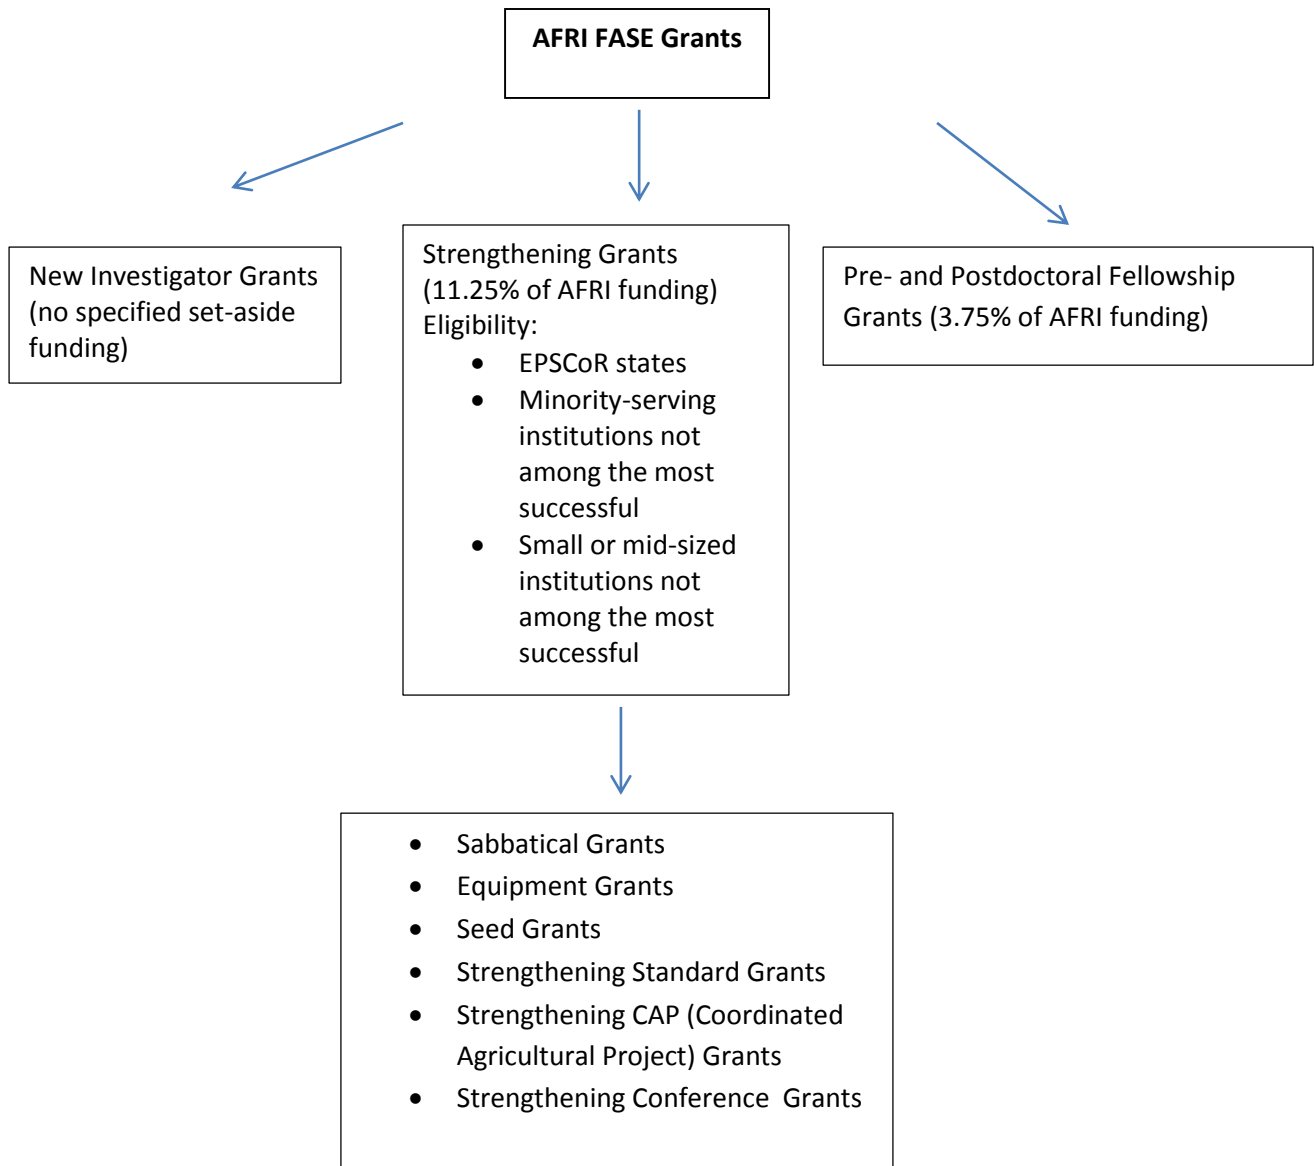 AFRI FASE Grants
New Investigator Grants
(no specified set-aside
funding)
Strengthening Grants
(11.25% of AFRI funding)
Eligibility:
• EPSCoR states
• Minority-serving
institutions not
among the most
successful
• Small or mid-sized
institutions not
among the most
successful
Pre- and Postdoctoral Fellowship
Grants (3.75% of AFRI funding)
• Sabbatical Grants
• Equipment Grants
• Seed Grants
• Strengthening Standard Grants
• Strengthening CAP (Coordinated
Agricultural Project) Grants
• Strengthening Conference Grants